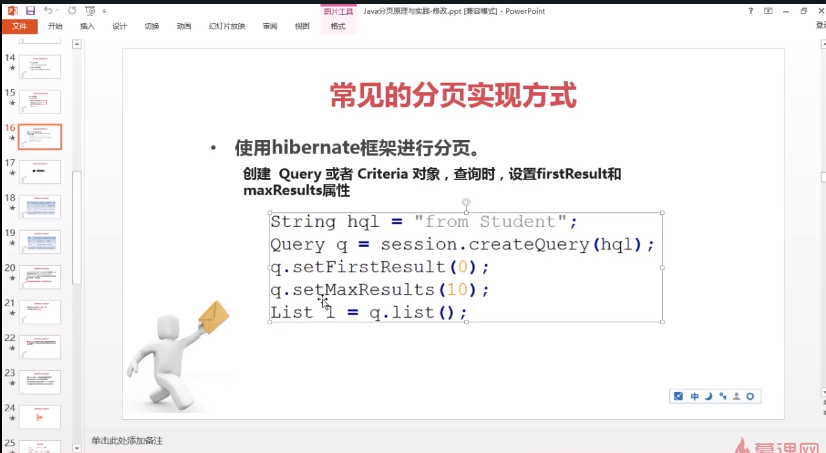 图片工具
Java分页原理与实践-修改.ppt [兼容模式] - PowerPoint
文件 开始 插入 设计 切换 动画 幻灯片放映 审阅 视图 格式
14
15
16
17
18
19
20
21
22
23
24
25
常见的分页实现方式
• 使用hibernate框架进行分页。
创建 Query 或者 Criteria 对象，查询时，设置firstResult和
maxResults属性
String hql = "from Student";
Query q = session.createQuery(hql);
q.setFirstResult(0);
q.setMaxResults(10);
List l = q.list();
中
单击此处添加备注
慕课网